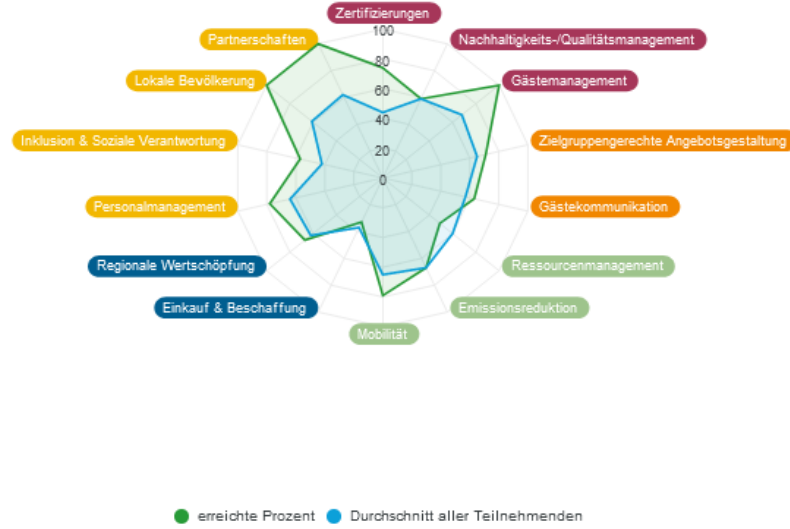 Zertifizierungen
100
Partnerschaften
Nachhaltigkeits-/Qualitätsmanagement
80
Lokale Bevölkerung
Gästemanagement
60
40
Inklusion & Soziale Verantwortung
Zielgruppengerechte Angebotsgestaltung
20
0
Personalmanagement
Gästekommunikation
Regionale Wertschöpfung
Ressourcenmanagement
Einkauf & Beschaffung
Emissionsreduktion
Mobilität
erreichte Prozent
Durchschnitt aller Teilnehmenden